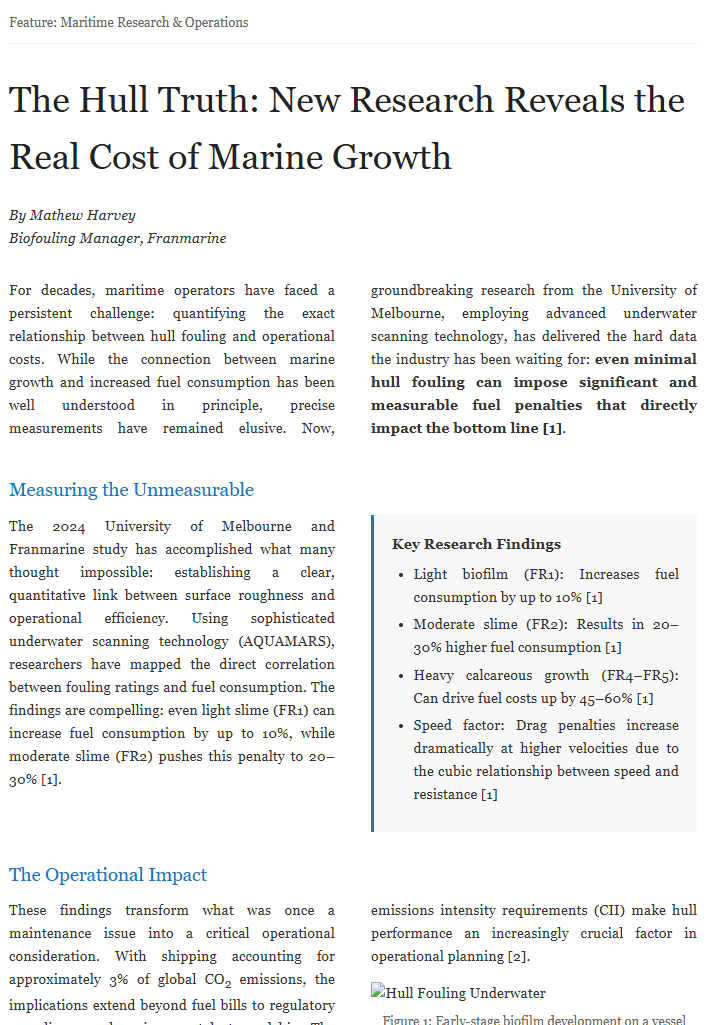 Feature: Maritime Research & Operations
The Hull Truth: New Research Reveals the
Real Cost of Marine Growth
By Mathew Harvey
Biofouling Manager, Franmarine
For decades, maritime operators have faced a
persistent challenge: quantifying the exact
relationship between hull fouling and operational
costs. While the connection between marine
growth and increased fuel consumption has been
well understood in principle, precise
measurements have remained elusive. Now,
groundbreaking research from the University of
Melbourne, employing advanced underwater
scanning technology, has delivered the hard data
the industry has been waiting for: even minimal
hull fouling can impose significant and
measurable fuel penalties that directly
impact the bottom line [1].
Measuring the Unmeasurable
The 2024 University of Melbourne and
Franmarine study has accomplished what many
thought impossible: establishing a clear,
quantitative link between surface roughness and
operational efficiency. Using sophisticated
underwater scanning technology (AQUAMARS),
researchers have mapped the direct correlation
between fouling ratings and fuel consumption. The
findings are compelling: even light slime (FR1) can
increase fuel consumption by up to 10%, while
moderate slime (FR2) pushes this penalty to 20–
30% [1].
Key Research Findings
• Light biofilm (FR1): Increases fuel
consumption by up to 10% [1]
• Moderate slime (FR2): Results in 20–
30% higher fuel consumption [1]
• Heavy calcareous growth (FR4–FR5):
Can drive fuel costs up by 45–60% [1]
• Speed factor: Drag penalties increase
dramatically at higher velocities due to
the cubic relationship between speed and
resistance [1]
The Operational Impact
These findings transform what was once a
maintenance issue into a critical operational
consideration. With shipping accounting for
approximately 3% of global CO₂ emissions, the
implications extend beyond fuel bills to regulatory
emissions intensity requirements (CII) make hull
performance an increasingly crucial factor in
operational planning [2].
Hull Fouling Underwater
Figure 1: Early-stage biofilm development on a vessel